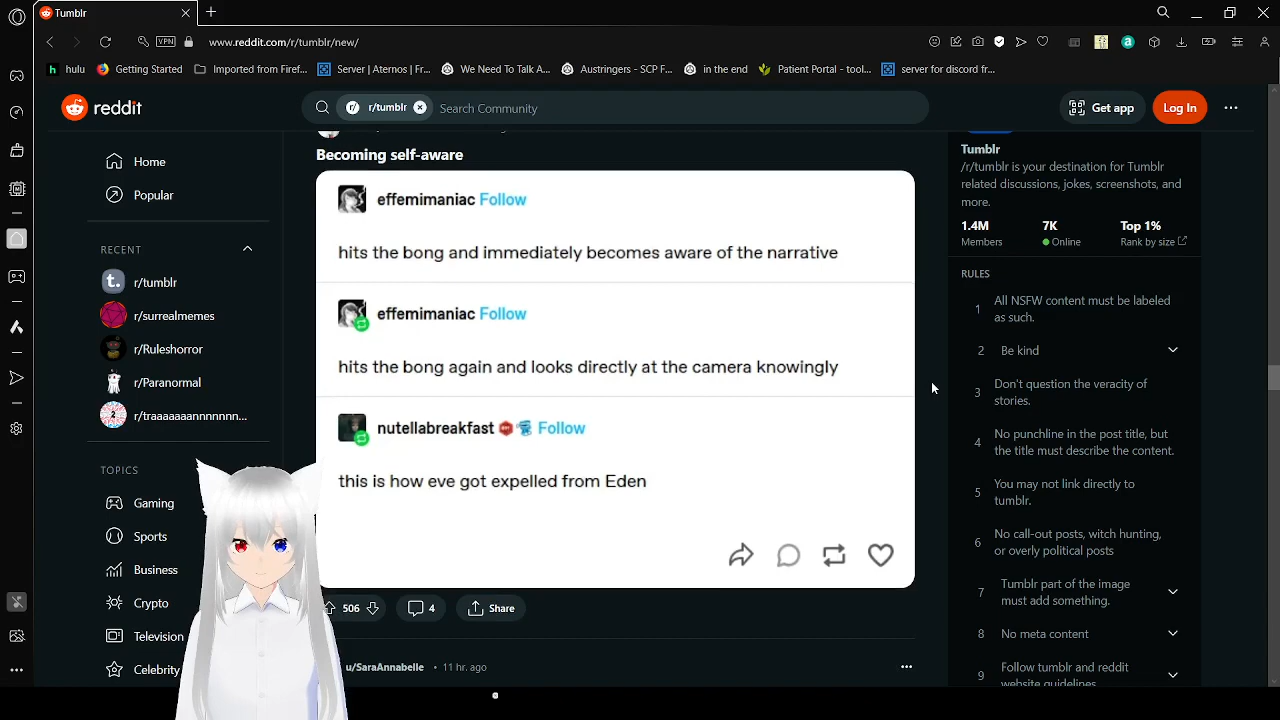 Tumblr
VPN
www.reddit.com/r/tumblr/new/
hulu
Getting Started
Imported from Firef...
Server | Aternos | Fr...
We Need To Talk A...
Austringers - SCP F...
in the end
Patient Portal - tool...
server for discord fr...
reddit
r/tumblr
Search Community
Get app
Log In
Home
Popular
RECENT
r/tumblr
r/surrealmemes
r/Ruleshorror
r/Paranormal
r/traaaaaaannnnnnn...
TOPICS
Gaming
Sports
Business
Crypto
Television
Celebrity
Becoming self-aware
effemimaniac Follow
hits the bong and immediately becomes aware of the narrative
effemimaniac Follow
hits the bong again and looks directly at the camera knowingly
nutellabreakfast Follow
this is how eve got expelled from Eden
506
4
Share
u/SaraAnnabelle • 11 hr. ago
Tumblr
/r/tumblr is your destination for Tumblr
related discussions, jokes, screenshots, and
more.
1.4M 7K Top 1%
Members Online Rank by size
RULES
1 All NSFW content must be labeled
as such.
2 Be kind
3 Don't question the veracity of
stories.
4 No punchline in the post title, but
the title must describe the content.
5 You may not link directly to
tumblr.
6 No call-out posts, witch hunting,
or overly political posts
7 Tumblr part of the image
must add something.
8 No meta content
9 Follow tumblr and reddit
website guidelines